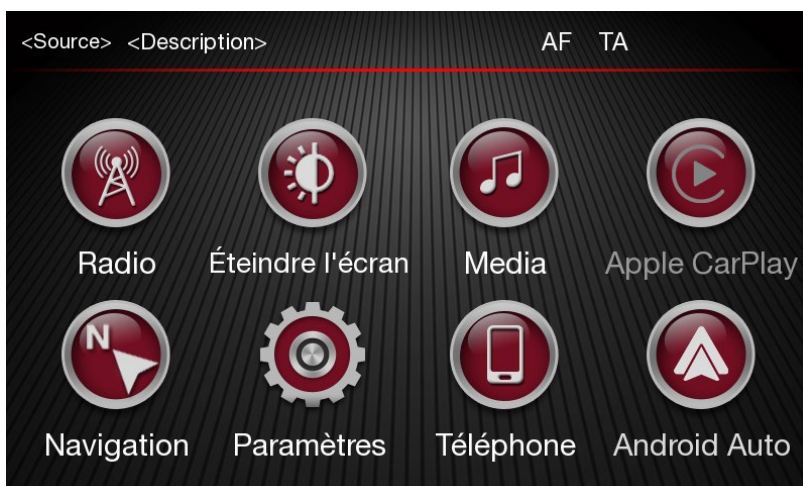 <Source> <Description> AF TA
Radio Éteindre l'écran Media Apple CarPlay
N
Navigation Paramètres Téléphone Android Auto